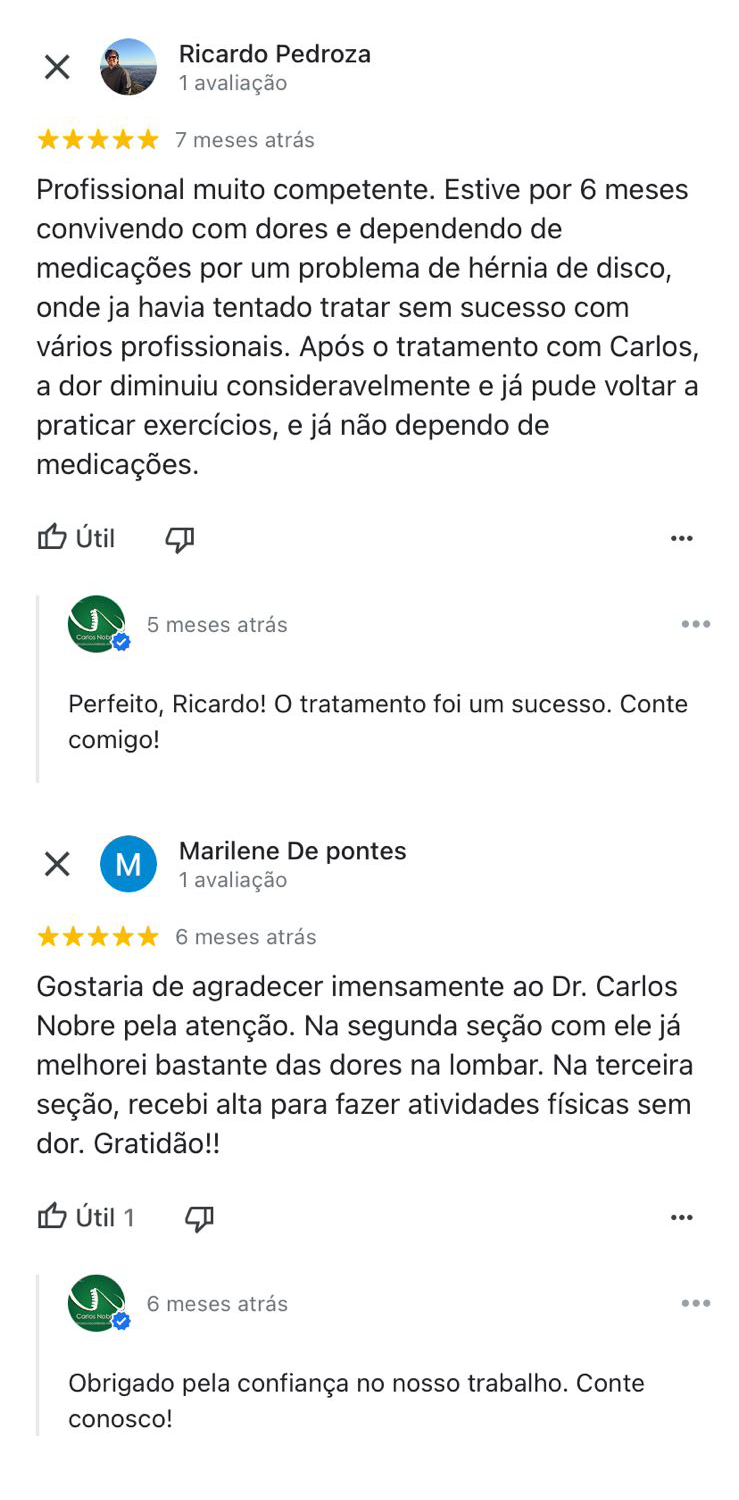 Ricardo Pedroza
1 avaliação
7 meses atrás
Profissional muito competente. Estive por 6 meses
convivendo com dores e dependendo de
medicações por um problema de hérnia de disco,
onde ja havia tentado tratar sem sucesso com
vários profissionais. Após o tratamento com Carlos,
a dor diminuiu consideravelmente e já pude voltar a
praticar exercícios, e já não dependo de
medicações.
Útil
Carlos
5 meses atrás
Perfeito, Ricardo! O tratamento foi um sucesso. Conte
comigo!
M
Marilene De pontes
1 avaliação
6 meses atrás
Gostaria de agradecer imensamente ao Dr. Carlos
Nobre pela atenção. Na segunda seção com ele já
melhorei bastante das dores na lombar. Na terceira
seção, recebi alta para fazer atividades físicas sem
dor. Gratidão!!
Útil 1
Carlos
6 meses atrás
Obrigado pela confiança no nosso trabalho. Conte
conosco!